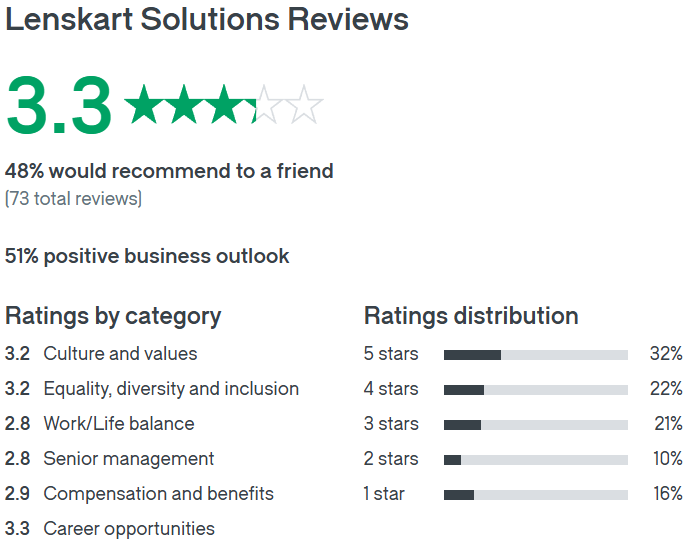 Lenskart Solutions Reviews
3.3
48% would recommend to a friend
(73 total reviews)
51% positive business outlook
Ratings by category
3.2 Culture and values
3.2 Equality, diversity and inclusion
2.8 Work/Life balance
2.8 Senior management
2.9 Compensation and benefits
3.3 Career opportunities
Ratings distribution
5 stars 32%
4 stars 22%
3 stars 21%
2 stars 10%
1 star 16%